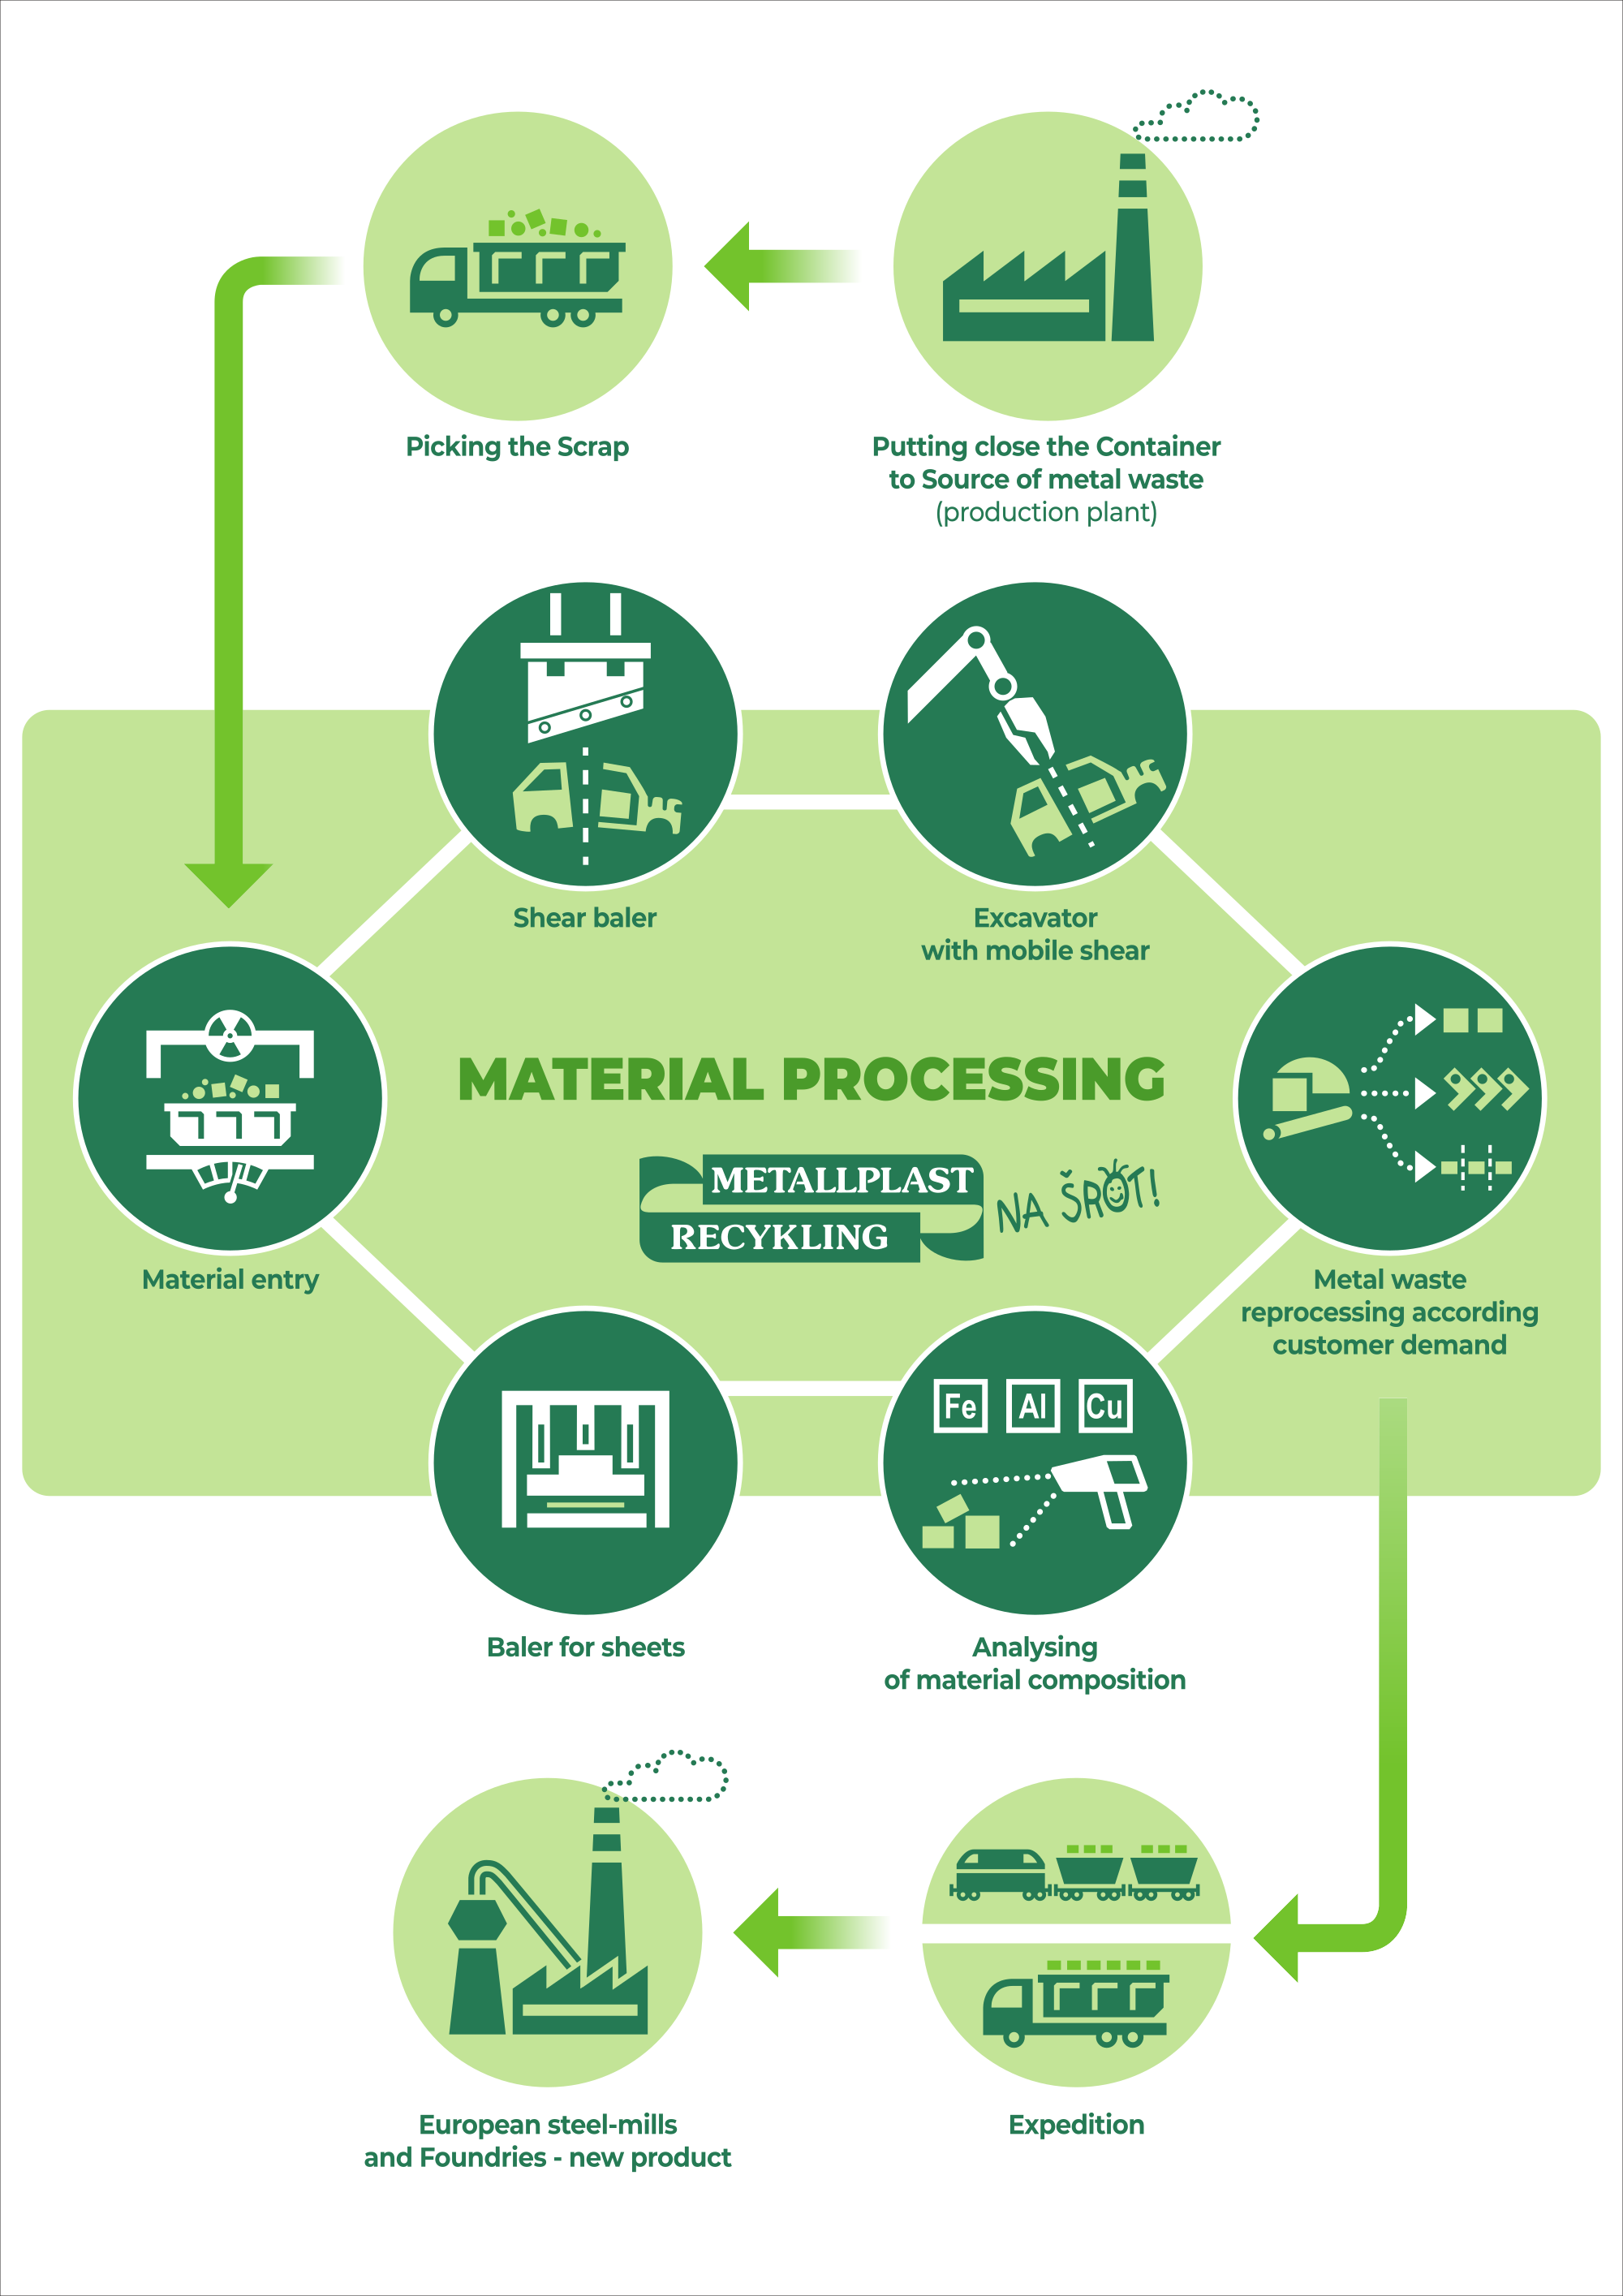 Picking the Scrap
Putting close the Container
to Source of metal waste
(production plant)
Shear baler
Excavator
with mobile shear
MATERIAL PROCESSING
METALLPLAST
RECYKLING
NA ŠROT!
Material entry
Metal waste
reprocessing according
customer demand
Fe Al Cu
Baler for sheets
Analysing
of material composition
European steel-mills
and Foundries - new product
Expedition